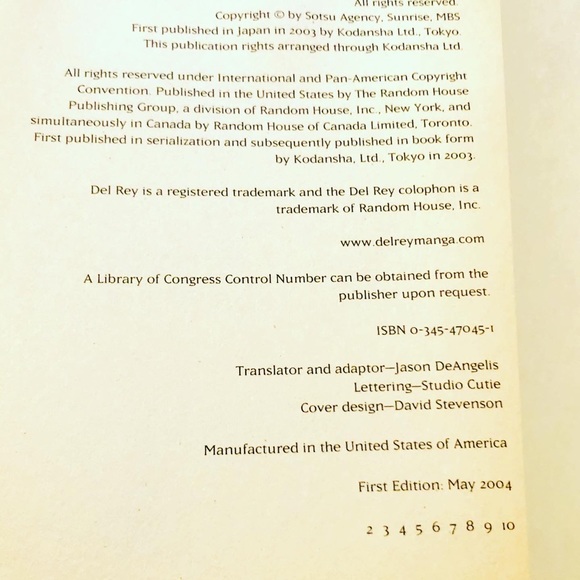 All rights reserved.
Copyright © by Sotsu Agency, Sunrise, MBS
First published in Japan in 2003 by Kodansha Ltd., Tokyo.
This publication rights arranged through Kodansha Ltd.
All rights reserved under International and Pan-American Copyright
Convention. Published in the United States by The Random House
Publishing Group, a division of Random House, Inc., New York, and
simultaneously in Canada by Random House of Canada Limited, Toronto.
First published in serialization and subsequently published in book form
by Kodansha, Ltd., Tokyo in 2003.
Del Rey is a registered trademark and the Del Rey colophon is a
trademark of Random House, Inc.
www.delreymanga.com
A Library of Congress Control Number can be obtained from the
publisher upon request.
ISBN 0-345-47045-1
Translator and adaptor—Jason DeAngelis
Lettering—Studio Cutie
Cover design—David Stevenson
Manufactured in the United States of America
First Edition: May 2004
2 3 4 5 6 7 8 9 10